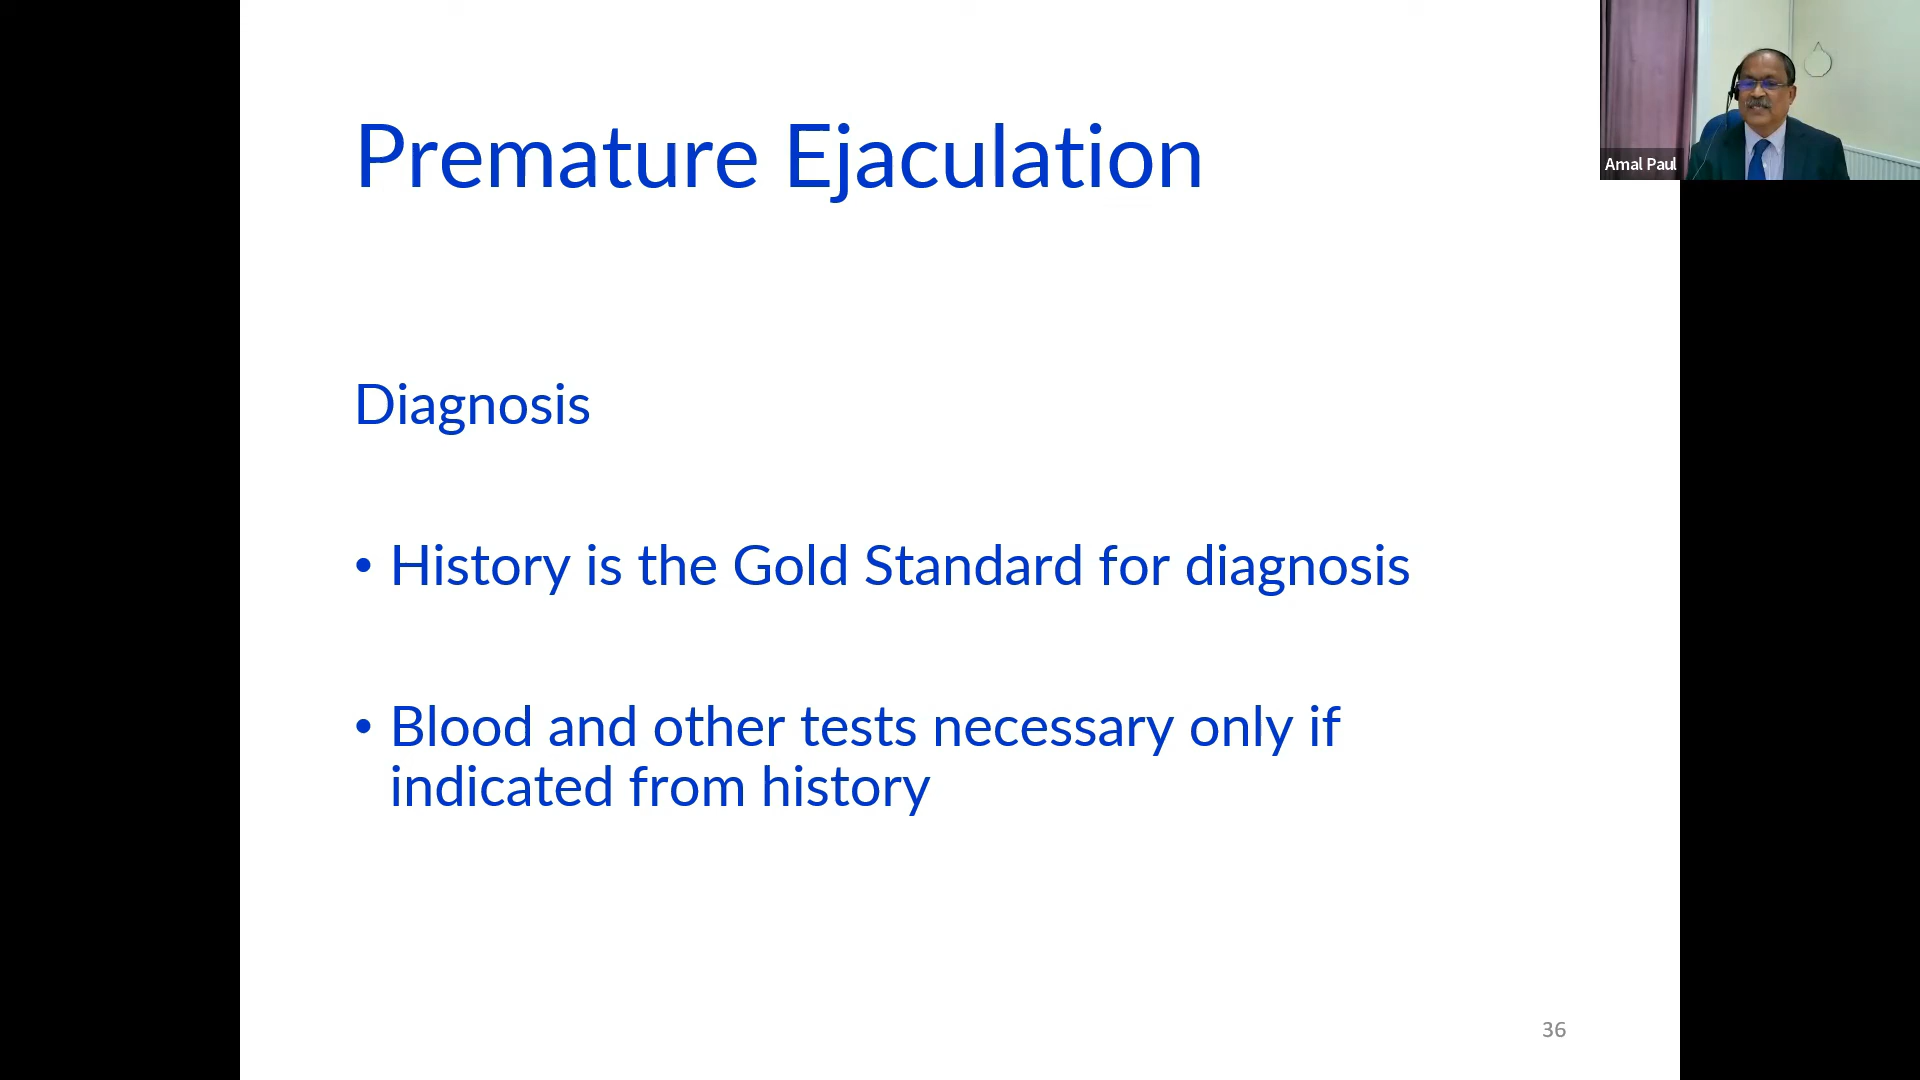 Premature Ejaculation
Amal Paul
Diagnosis
• History is the Gold Standard for diagnosis
• Blood and other tests necessary only if
indicated from history
36